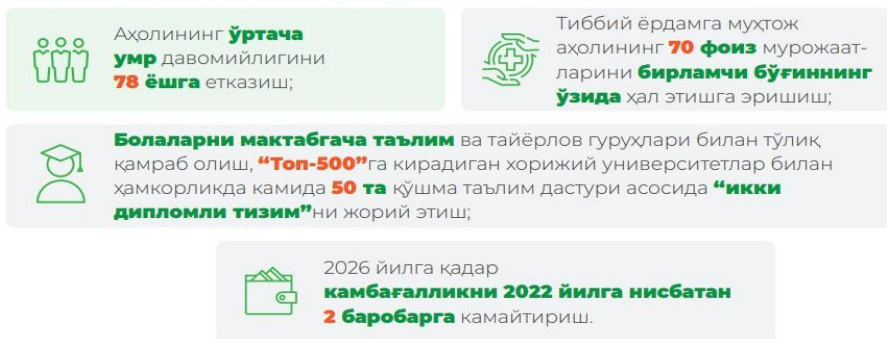 Аҳолининг ўртача
умр давомийлигини
78 ёшга етказиш;
Тиббий ёрдамга муҳтож
аҳолининг 70 фоиз мурожаат-
ларини бирламчи бўғиннинг
ўзида ҳал этишга эришиш;
Болаларни мактабгача таълим ва тайёрлов гуруҳлари билан тўлиқ
қамраб олиш, “Топ-500”га кирадиган хорижий университетлар билан
ҳамкорликда камида 50 та қўшма таълим дастури асосида “икки
дипломли тизим”ни жорий этиш;
2026 йилга қадар
камбағалликни 2022 йилга нисбатан
2 баробарга камайтириш.